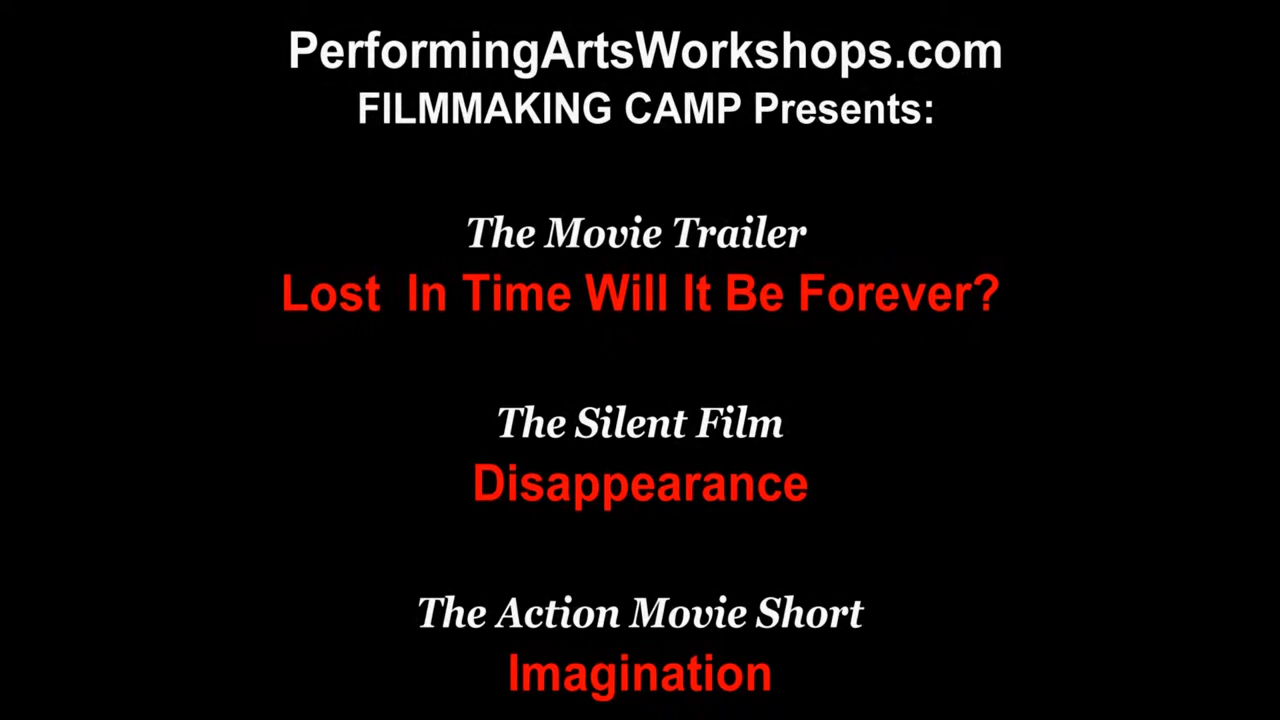 PerformingArtsWorkshops.com
FILMMAKING CAMP Presents:
The Movie Trailer
Lost  In Time Will It Be Forever?
The Silent Film
Disappearance
The Action Movie Short
Imagination